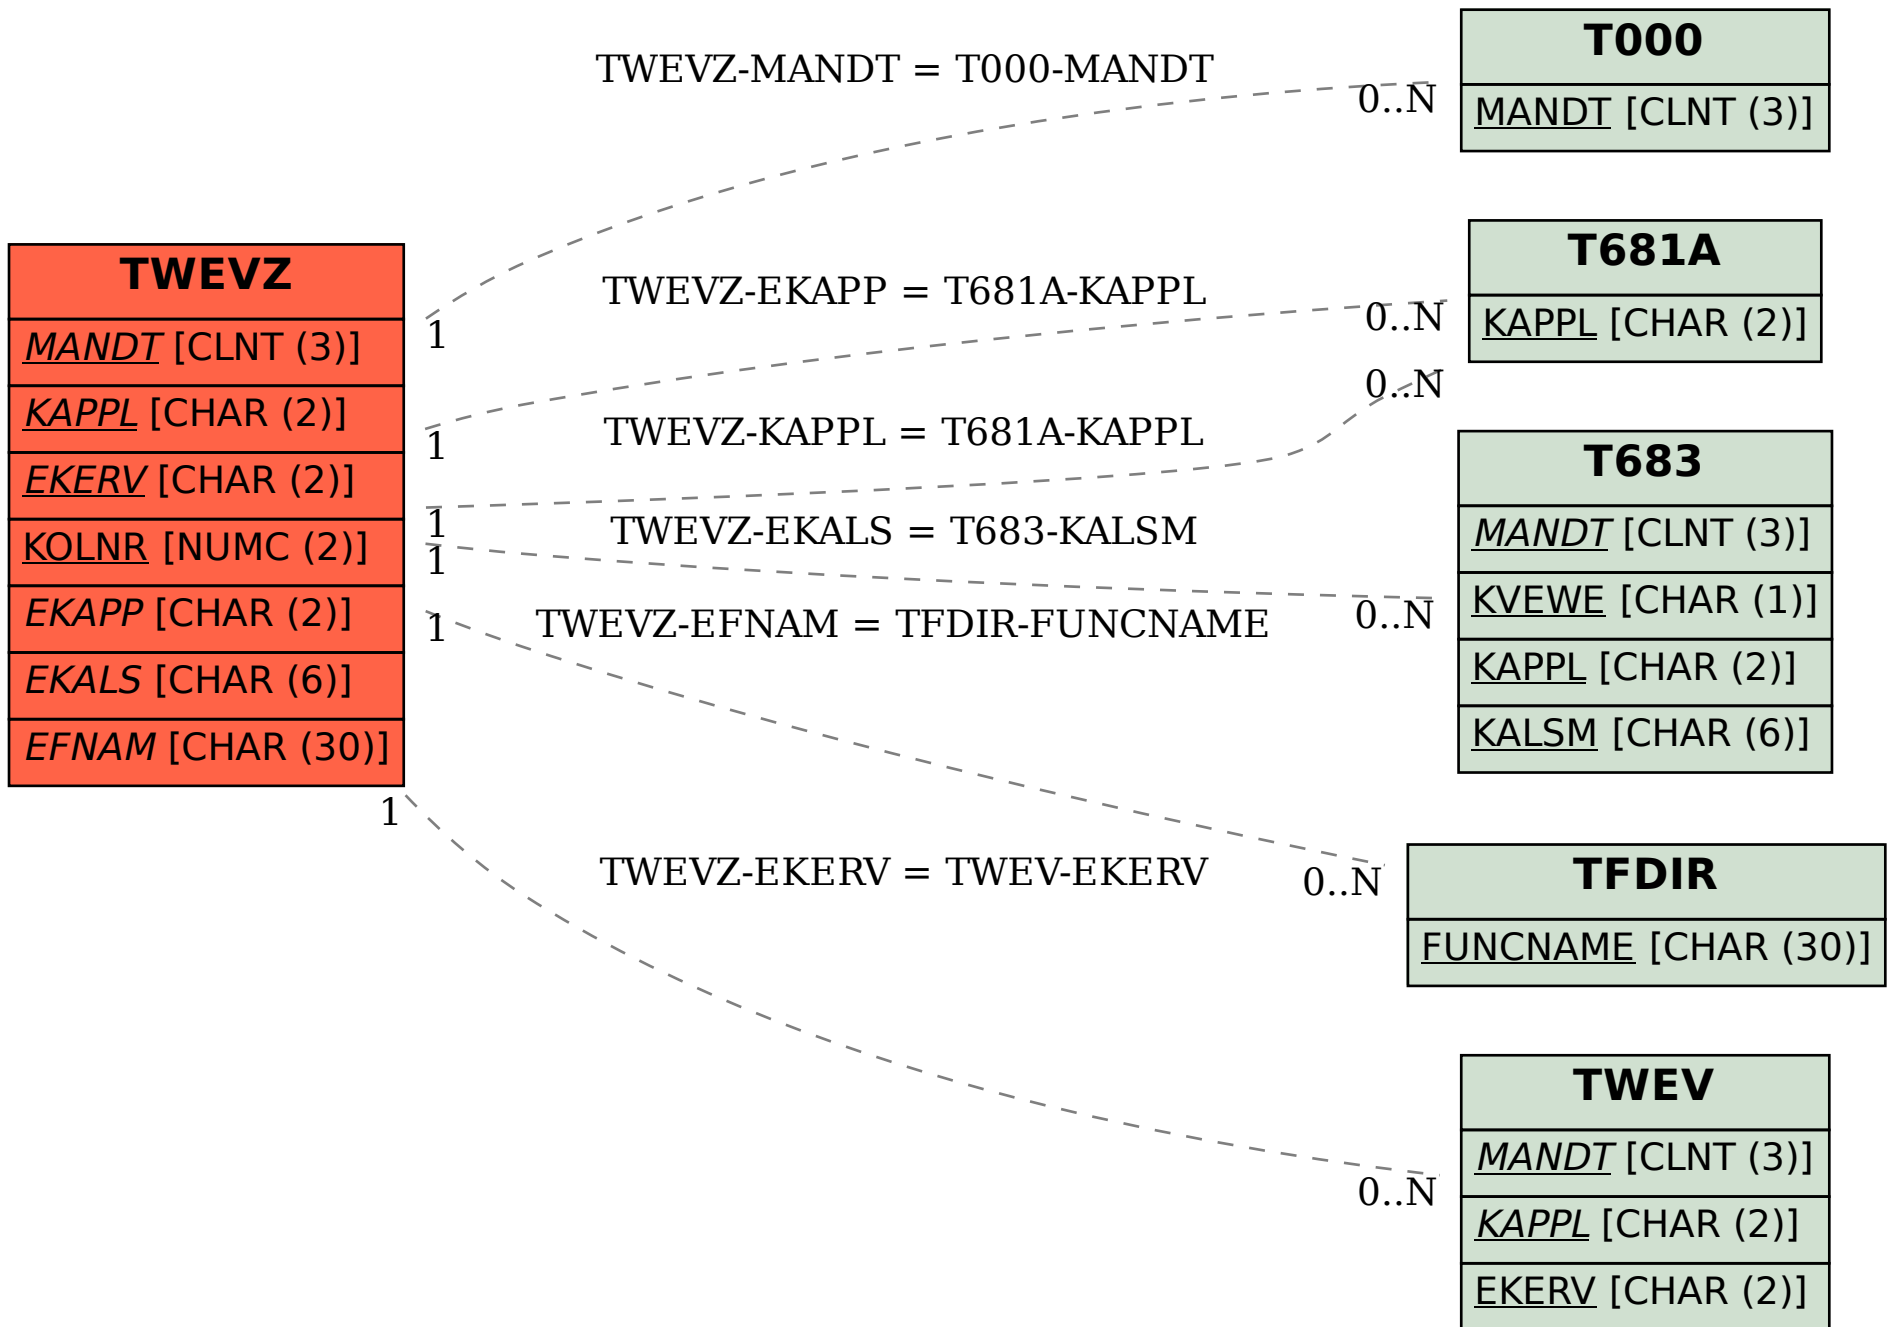 TWEVZ
MANDT [CLNT (3)]
KAPPL [CHAR (2)]
EKERV [CHAR (2)]
KOLNR [NUMC (2)]
EKAPP [CHAR (2)]
EKALS [CHAR (6)]
EFNAM [CHAR (30)]
TWEVZ-MANDT = T000-MANDT
1
0..N
TWEVZ-EKAPP = T681A-KAPPL
1
0..N
TWEVZ-KAPPL = T681A-KAPPL
1
0..N
TWEVZ-EKALS = T683-KALSM
1
0..N
TWEVZ-EFNAM = TFDIR-FUNCNAME
1
0..N
TWEVZ-EKERV = TWEV-EKERV
1
0..N
T000
MANDT [CLNT (3)]
T681A
KAPPL [CHAR (2)]
T683
MANDT [CLNT (3)]
KVEWE [CHAR (1)]
KAPPL [CHAR (2)]
KALSM [CHAR (6)]
TFDIR
FUNCNAME [CHAR (30)]
TWEV
MANDT [CLNT (3)]
KAPPL [CHAR (2)]
EKERV [CHAR (2)]